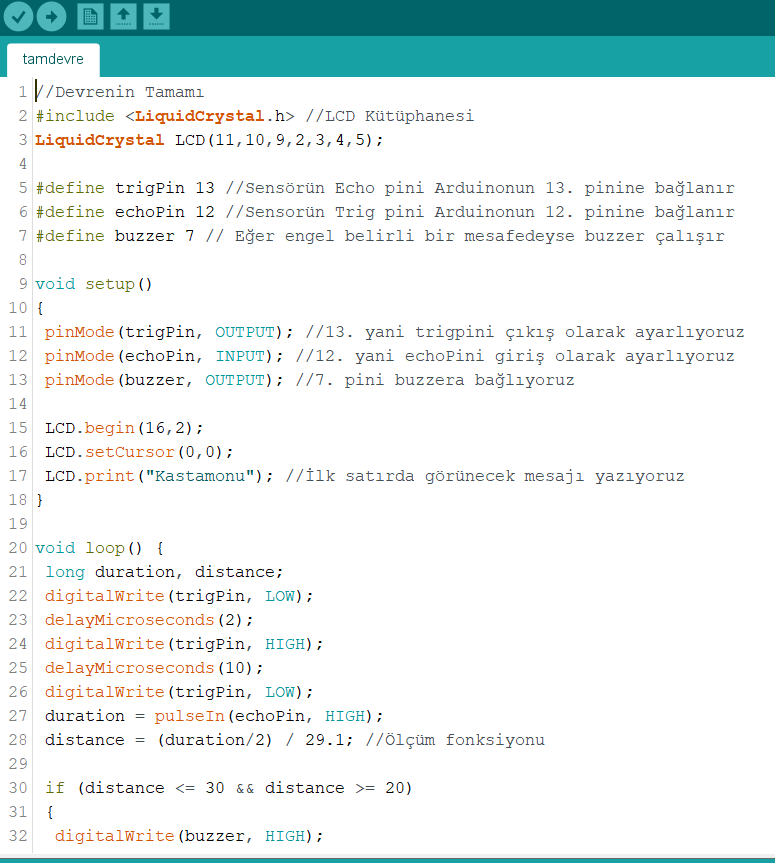 tamdevre
1 //Devrenin Tamamı
2 #include <LiquidCrystal.h> //LCD Kütüphanesi
3 LiquidCrystal LCD(11,10,9,2,3,4,5);
4
5 #define trigPin 13 //Sensörün Echo pini Arduinonun 13. pinine bağlanır
6 #define echoPin 12 //Sensorün Trig pini Arduinonun 12. pinine bağlanır
7 #define buzzer 7 // Eğer engel belirli bir mesafedeyse buzzer çalışır
8
9 void setup()
10 {
11  pinMode(trigPin, OUTPUT); //13. yani trigpini çıkış olarak ayarlıyoruz
12  pinMode(echoPin, INPUT); //12. yani echoPini giriş olarak ayarlıyoruz
13  pinMode(buzzer, OUTPUT); //7. pini buzzera bağlıyoruz
14
15  LCD.begin(16,2);
16  LCD.setCursor(0,0);
17  LCD.print("Kastamonu"); //İlk satırda görünecek mesajı yazıyoruz
18 }
19
20 void loop() {
21  long duration, distance;
22  digitalWrite(trigPin, LOW);
23  delayMicroseconds(2);
24  digitalWrite(trigPin, HIGH);
25  delayMicroseconds(10);
26  digitalWrite(trigPin, LOW);
27  duration = pulseIn(echoPin, HIGH);
28  distance = (duration/2) / 29.1; //Ölçüm fonksiyonu
29
30  if (distance <= 30 && distance >= 20)
31  {
32   digitalWrite(buzzer, HIGH);